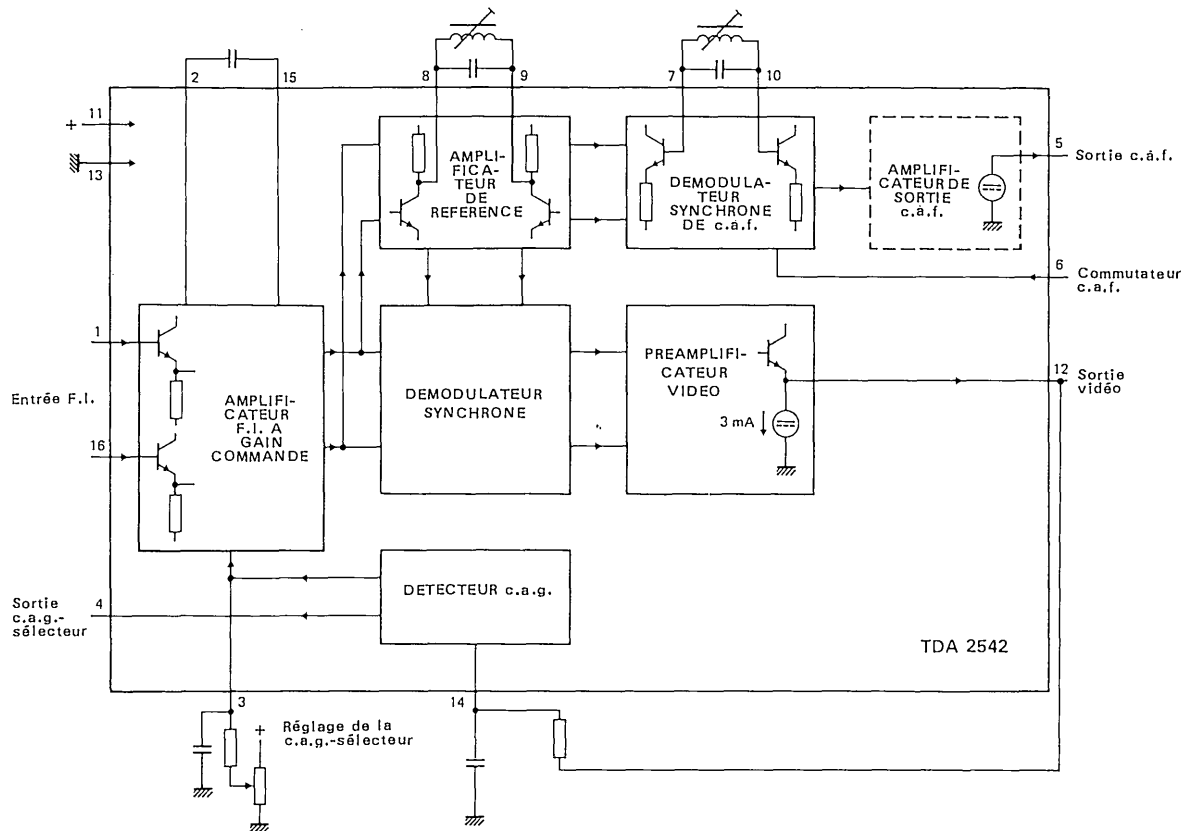 2
15
8
9
7
10
11
+
13
AMPLI-
FICA-
TEUR
DE
REFERENCE
DEMODULA-
TEUR
SYNCHRONE
DE c.à.f.
AMPLIFI-
CATEUR DE
SORTIE
c.à.f.
5
Sortie c.à.f.
6
Commutateur
c.a.f.
1
Entrée F.I.
16
AMPLIFI-
CATEUR
F.I. A
GAIN
COMMANDE
DEMODULATEUR
SYNCHRONE
PREAMPLIFI-
CATEUR
VIDEO
3 mA
12
Sortie
vidéo
Sortie
c.a.g.-
sélecteur
4
DETECTEUR c.a.g.
TDA 2542
3
14
+
Réglage de la
c.a.g.-sélecteur